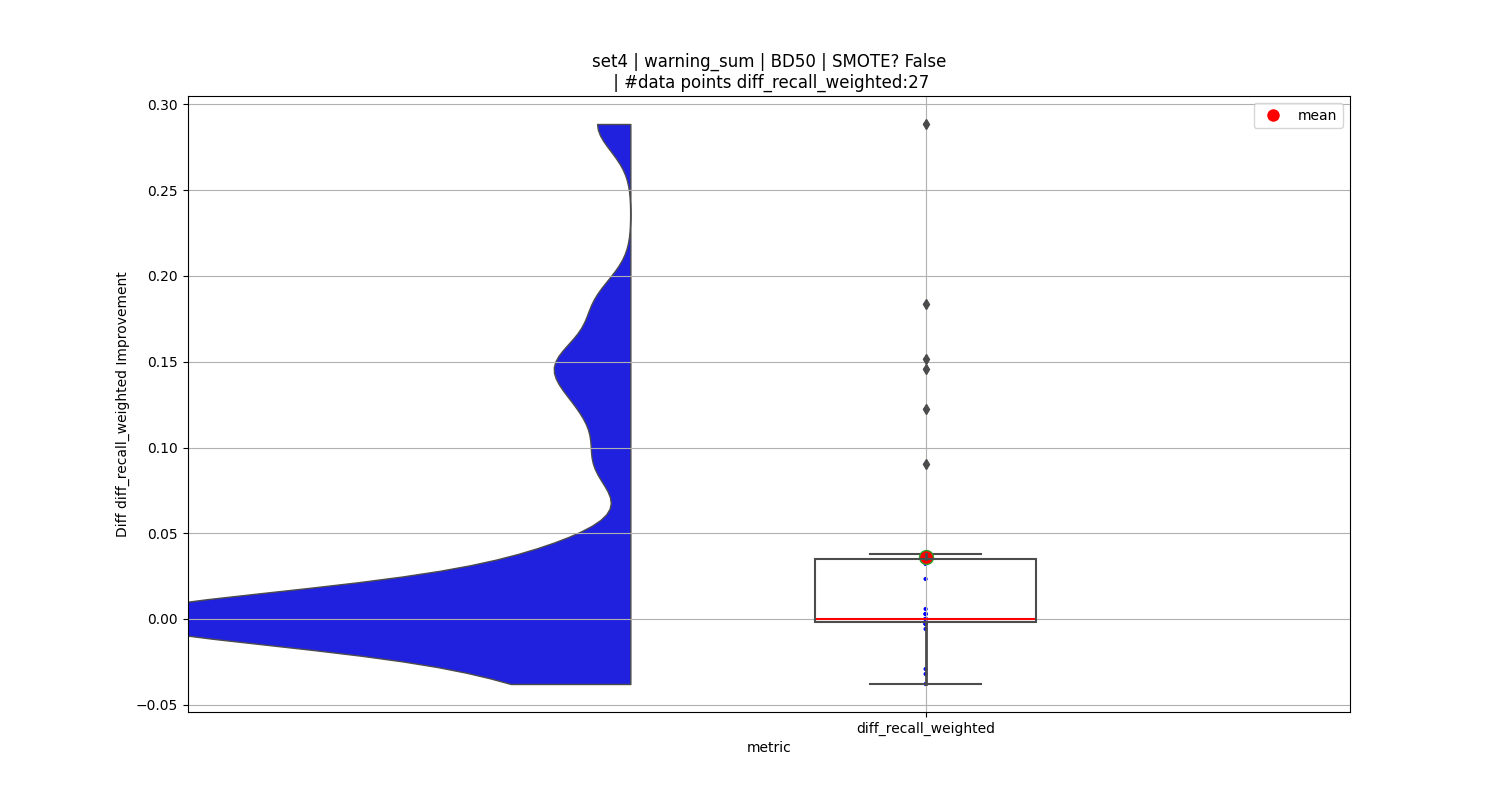 set4 | warning_sum | BD50 | SMOTE? False
| #data points diff_recall_weighted:27
mean
0.30
0.25
0.20
0.15
0.10
0.05
0.00
−0.05
Diff diff_recall_weighted Improvement
diff_recall_weighted
metric